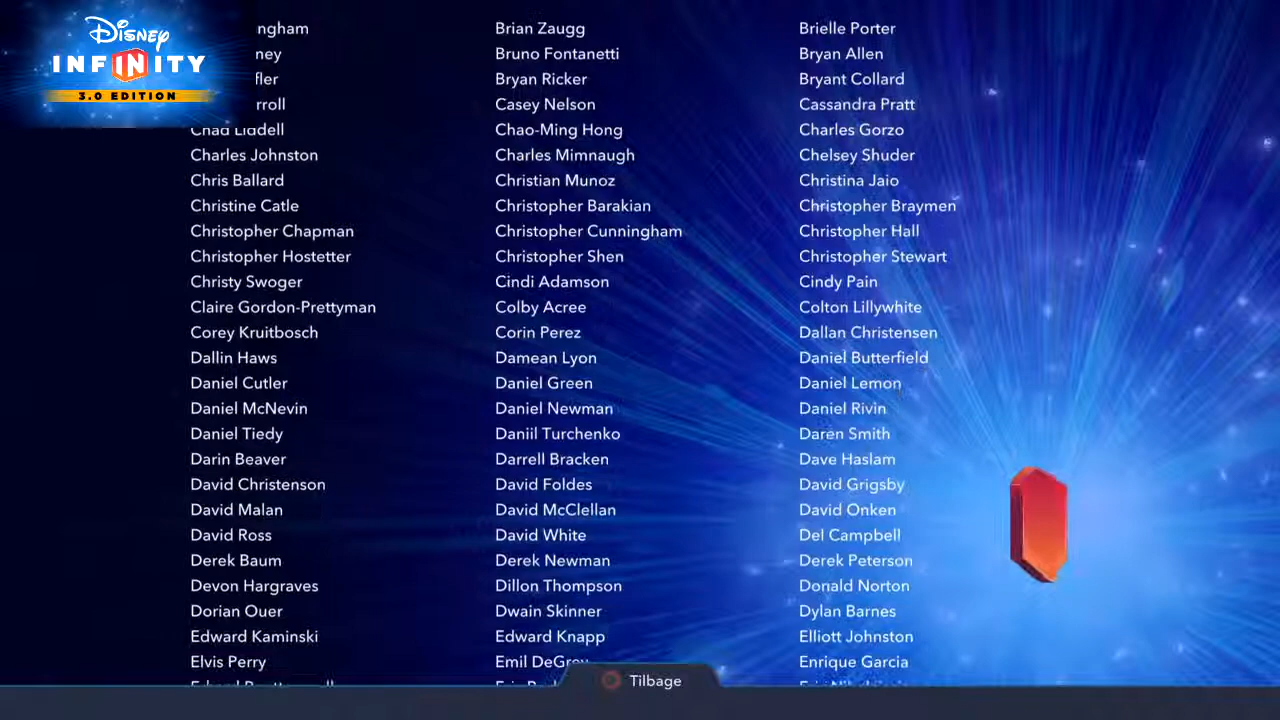 Disney
INFINITY
3.0 EDITION
Brian Zaugg Brielle Porter
Bruno Fontanetti Bryan Allen
Bryan Ricker Bryant Collard
Casey Nelson Cassandra Pratt
Chad Liddell Chao-Ming Hong Charles Gorzo
Charles Johnston Charles Mimnaugh Chelsey Shuder
Chris Ballard Christian Munoz Christina Jaio
Christine Catle Christopher Barakian Christopher Braymen
Christopher Chapman Christopher Cunningham Christopher Hall
Christopher Hostetter Christopher Shen Christopher Stewart
Christy Swoger Cindi Adamson Cindy Pain
Claire Gordon-Prettyman Colby Acree Colton Lillywhite
Corey Kruitbosch Corin Perez Dallan Christensen
Dallin Haws Damean Lyon Daniel Butterfield
Daniel Cutler Daniel Green Daniel Lemon
Daniel McNevin Daniel Newman Daniel Rivin
Daniel Tiedy Daniil Turchenko Daren Smith
Darin Beaver Darrell Bracken Dave Haslam
David Christenson David Foldes David Grigsby
David Malan David McClellan David Onken
David Ross David White Del Campbell
Derek Baum Derek Newman Derek Peterson
Devon Hargraves Dillon Thompson Donald Norton
Dorian Ouer Dwain Skinner Dylan Barnes
Edward Kaminski Edward Knapp Elliott Johnston
Elvis Perry Emil DeGrey Enrique Garcia
Tilbage